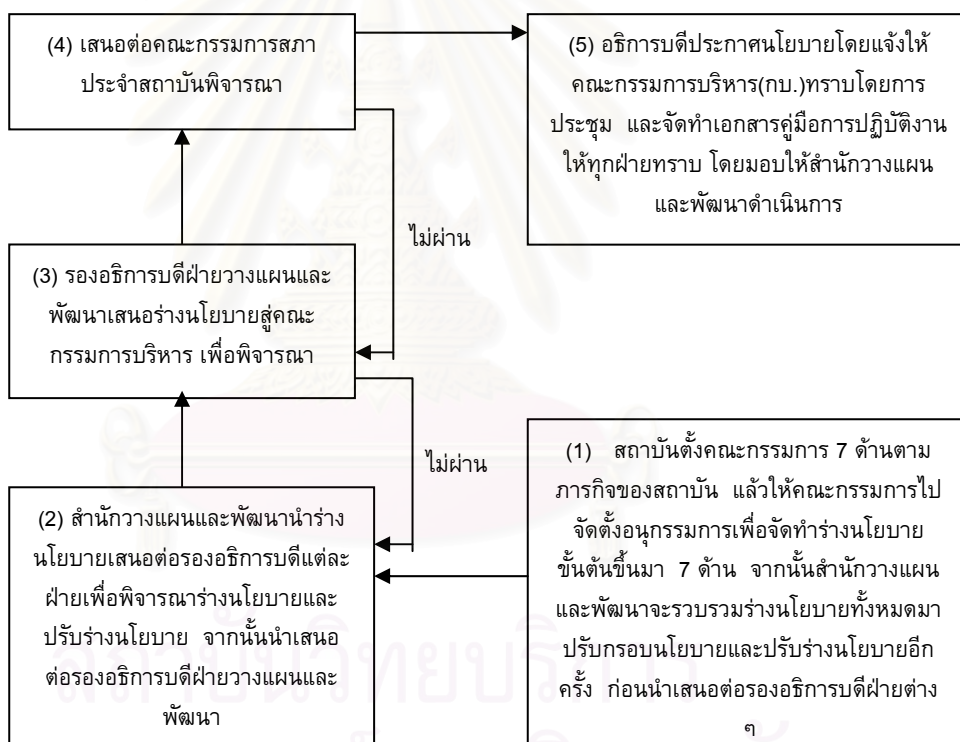 (4) เสนอต่อคณะกรรมการสภา
ประจำสถาบันพิจารณา
(5) อธิการบดีประกาศนโยบายโดยแจ้งให้
คณะกรรมการบริหาร(กบ.)ทราบโดยการ
ประชุม และจัดทำเอกสารคู่มือการปฏิบัติงาน
ให้ทุกฝ่ายทราบ โดยมอบให้สำนักวางแผน
และพัฒนาดำเนินการ
ไม่ผ่าน
(3) รองอธิการบดีฝ่ายวางแผนและ
พัฒนาเสนอร่างนโยบายสู่คณะ
กรรมการบริหาร เพื่อพิจารณา
ไม่ผ่าน
(2) สำนักวางแผนและพัฒนานำร่าง
นโยบายเสนอต่อรองอธิการบดีแต่ละ
ฝ่ายเพื่อพิจารณาร่างนโยบายและ
ปรับร่างนโยบาย จากนั้นนำเสนอ
ต่อรองอธิการบดีฝ่ายวางแผนและ
พัฒนา
(1) สถาบันตั้งคณะกรรมการ 7 ด้านตาม
ภารกิจของสถาบัน แล้วให้คณะกรรมการไป
จัดตั้งอนุกรรมการเพื่อจัดทำร่างนโยบาย
ขั้นต้นขึ้นมา 7 ด้าน จากนั้นสำนักวางแผน
และพัฒนาจะรวบรวมร่างนโยบายทั้งหมดมา
ปรับกรอบนโยบายและปรับร่างนโยบายอีก
ครั้ง ก่อนนำเสนอต่อรองอธิการบดีฝ่ายต่าง
ๆ
สถาบันวิทยบริการ